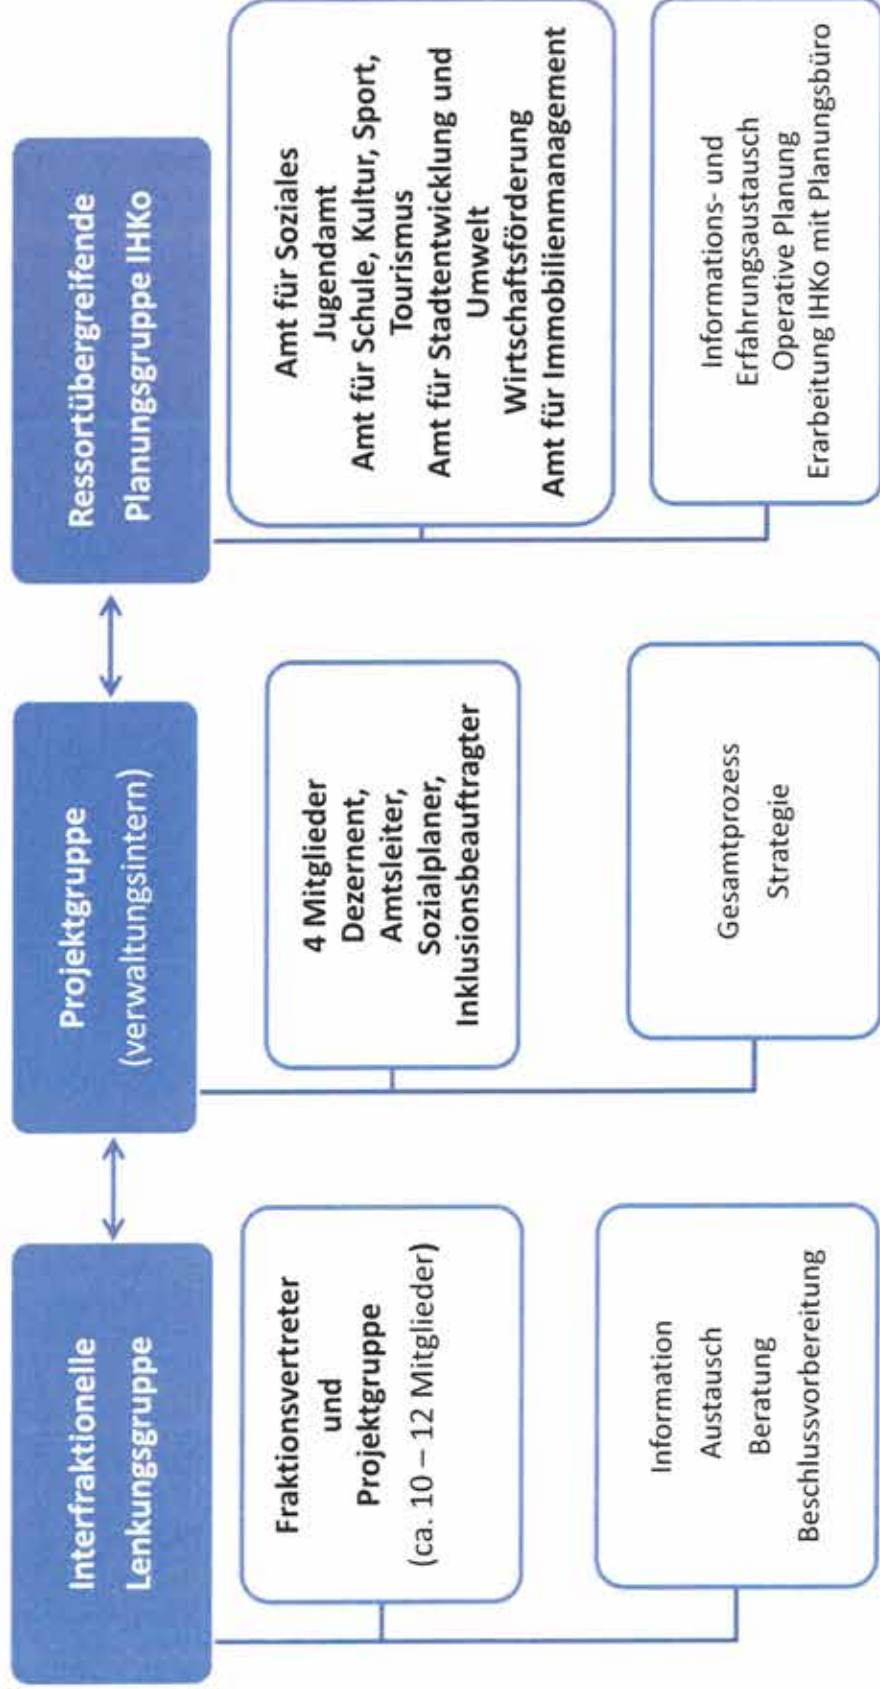 Interfraktionelle
Lenkungsgruppe
Fraktionsvertreter
und
Projektgruppe
(ca. 10 – 12 Mitglieder)
Information
Austausch
Beratung
Beschlussvorbereitung
Projektgruppe
(verwaltungsintern)
4 Mitglieder
Dezernent,
Amtsleiter,
Sozialplaner,
Inklusionsbeauftragter
Gesamtprozess
Strategie
Ressortübergreifende
Planungsgruppe IHKo
Amt für Soziales
Jugendamt
Amt für Schule, Kultur, Sport,
Tourismus
Amt für Stadtentwicklung und
Umwelt
Wirtschaftsförderung
Amt für Immobilienmanagement
Informations- und
Erfahrungsaustausch
Operative Planung
Erarbeitung IHKo mit Planungsbüro